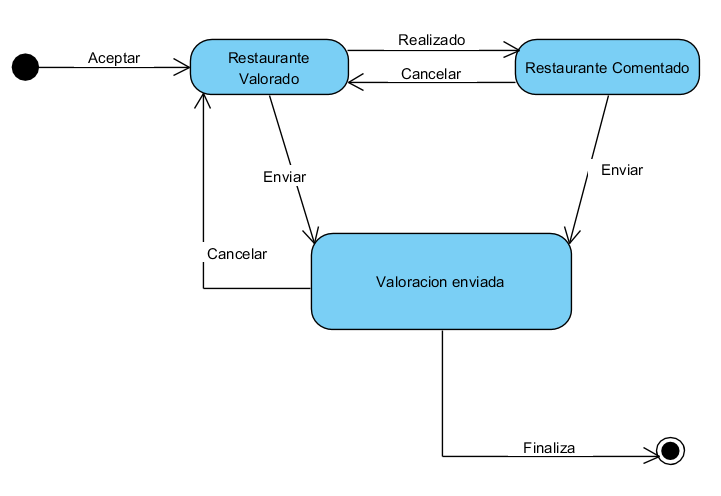 Aceptar
Restaurante
Valorado
Realizado
Cancelar
Restaurante Comentado
Enviar
Enviar
Cancelar
Valoracion enviada
Finaliza